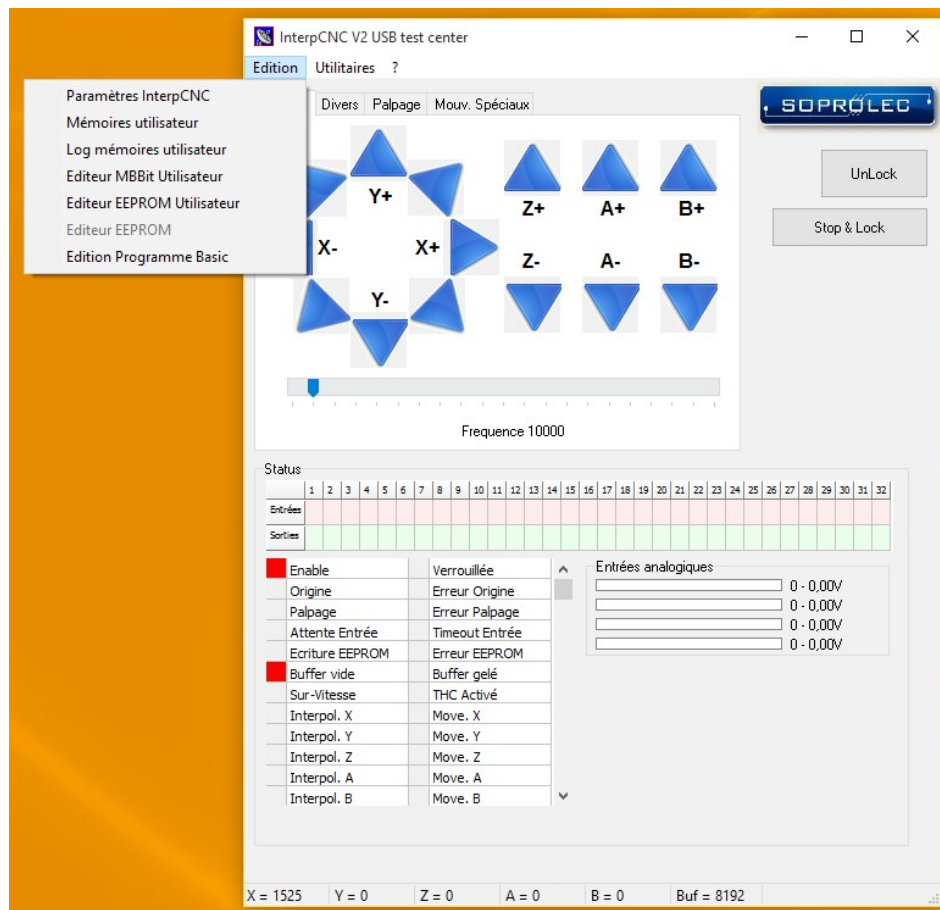 InterpCNC V2 USB test center
Edition Utilitaires ?
Paramètres InterpCNC
Mémoires utilisateur
Log mémoires utilisateur
Editeur MBBit Utilisateur
Editeur EEPROM Utilisateur
Editeur EEPROM
Edition Programme Basic
Divers Palpage Mouv. Spéciaux
SOPROLEC
UnLock
Stop & Lock
Y+
X- X+
Y-
Z+ A+ B+
Z- A- B-
Frequence 10000
Status
1 2 3 4 5 6 7 8 9 10 11 12 13 14 15 16 17 18 19 20 21 22 23 24 25 26 27 28 29 30 31 32
Entrées
Sorties
Enable Verrouillée
Origine Erreur Origine
Palpage Erreur Palpage
Attente Entrée Timeout Entrée
Ecriture EEPROM Erreur EEPROM
Buffer vide Buffer gelé
Sur-Vitesse THC Activé
Interpol. X Move. X
Interpol. Y Move. Y
Interpol. Z Move. Z
Interpol. A Move. A
Interpol. B Move. B
Entrées analogiques
0 - 0,00V
0 - 0,00V
0 - 0,00V
0 - 0,00V
X = 1525 Y = 0 Z = 0 A = 0 B = 0 Buf = 8192